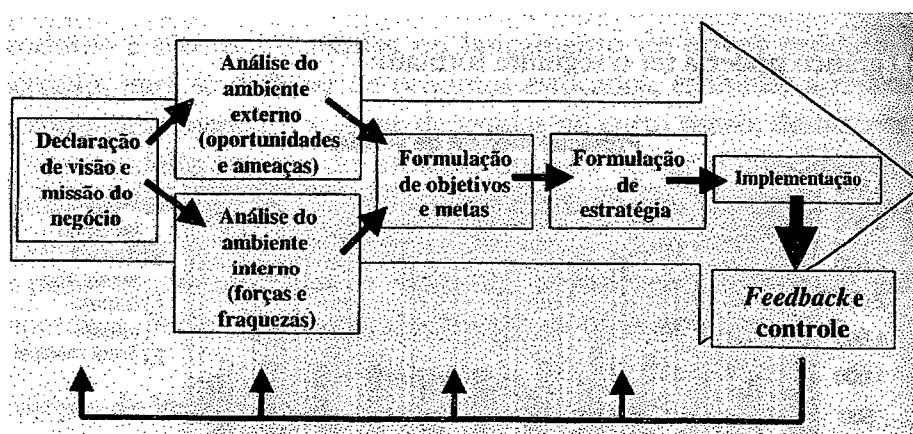 Declaração
de visão e
missão do
negócio
Análise do
ambiente
externo
(oportunidades
e ameaças)
Análise do
ambiente
interno
(forças e
fraquezas)
Formulação
de objetivos
e metas
Formulação
de
estratégia
Implementação
Feedback e
controle